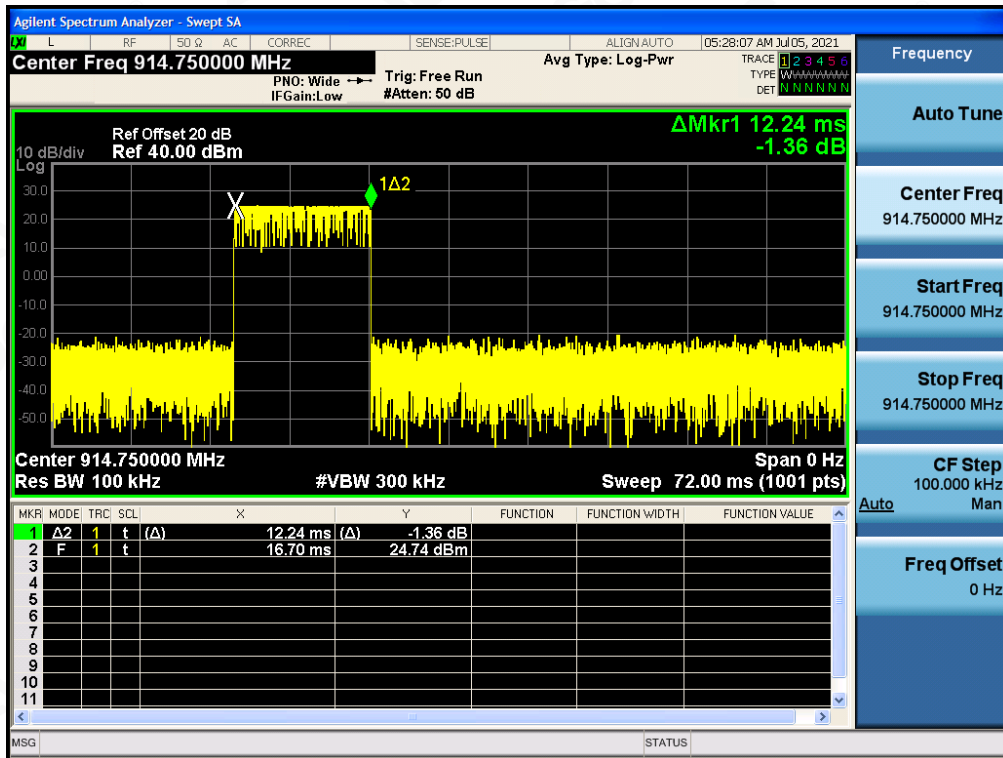 Agilent Spectrum Analyzer - Swept SA
LXI L RF 50 Ω AC CORREC SENSE:PULSE ALIGN AUTO 05:28:07 AM Jul 05, 2021
Center Freq 914.750000 MHz
PNO: Wide
IFGain:Low
Trig: Free Run
#Atten: 50 dB
Avg Type: Log-Pwr
TRACE 1 2 3 4 5 6
TYPE W
DET N N N N N N
ΔMkr1 12.24 ms
-1.36 dB
Ref Offset 20 dB
10 dB/div Ref 40.00 dBm
Log
30.0
20.0
10.0
0.00
-10.0
-20.0
-30.0
-40.0
-50.0
X
1Δ2
Center 914.750000 MHz Span 0 Hz
Res BW 100 kHz #VBW 300 kHz Sweep 72.00 ms (1001 pts)
MKR MODE TRC SCL X Y FUNCTION FUNCTION WIDTH FUNCTION VALUE
1 Δ2 1 t (Δ) 12.24 ms (Δ) -1.36 dB
2 F 1 t 16.70 ms 24.74 dBm
3
4
5
6
7
8
9
10
11
MSG STATUS
Frequency
Auto Tune
Center Freq
914.750000 MHz
Start Freq
914.750000 MHz
Stop Freq
914.750000 MHz
CF Step
100.000 kHz
Auto Man
Freq Offset
0 Hz